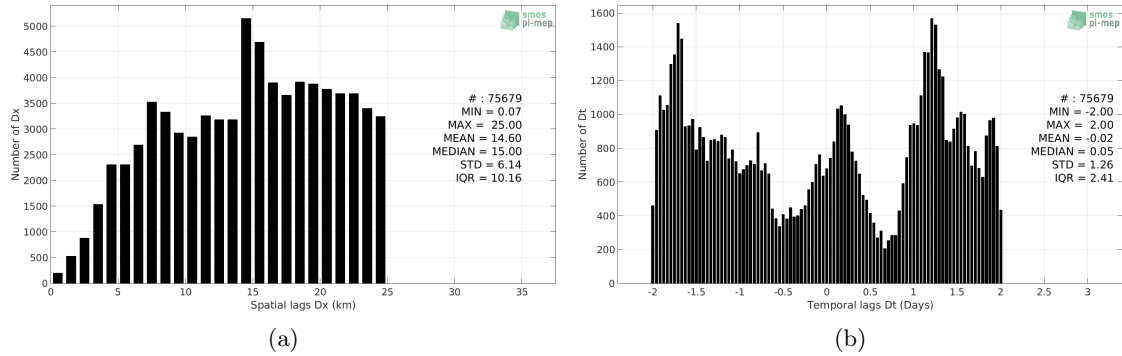 5000
4500
4000
3500
3000
2500
2000
1500
1000
500
0
Number of Dx
0 5 10 15 20 25 30 35
Spatial lags Dx (km)
smos
pi-mep
# : 75679
MIN = 0.07
MAX = 25.00
MEAN = 14.60
MEDIAN = 15.00
STD = 6.14
IQR = 10.16
(a)
1600
1400
1200
1000
800
600
400
200
0
Number of Dt
-2 -1.5 -1 -0.5 0 0.5 1 1.5 2 2.5 3
Temporal lags Dt (Days)
smos
pi-mep
# : 75679
MIN = -2.00
MAX = 2.00
MEAN = -0.02
MEDIAN = 0.05
STD = 1.26
IQR = 2.41
(b)